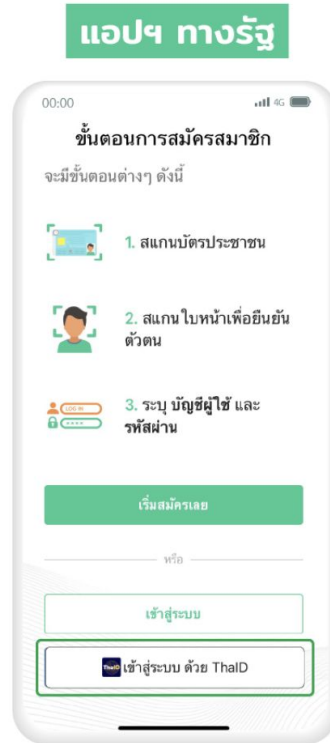 แอปฯ ทางรัฐ
00:00 4G
ขั้นตอนการสมัครสมาชิก
จะมีขั้นตอนต่างๆ ดังนี้
1. สแกนบัตรประชาชน
2. สแกนใบหน้าเพื่อยืนยัน
ตัวตน
LOG IN
****
3. ระบุ บัญชีผู้ใช้ และ
รหัสผ่าน
เริ่มสมัครเลย
หรือ
เข้าสู่ระบบ
ThaID เข้าสู่ระบบ ด้วย ThaID